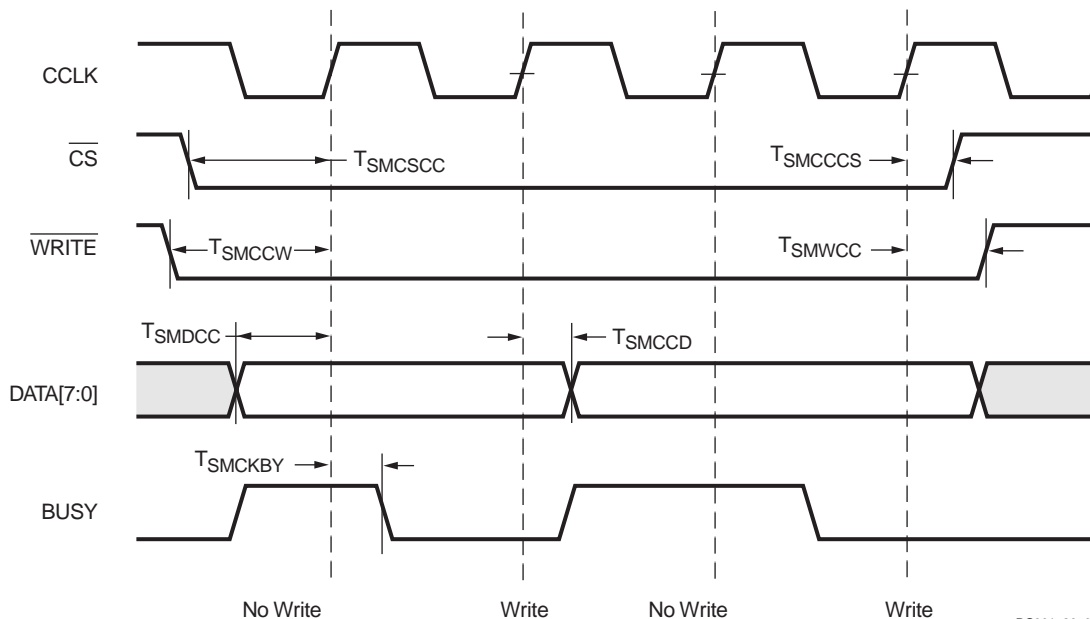 CCLK
CS
T_SMCSCC
T_SMCCCS
WRITE
T_SMCCW
T_SMWCC
T_SMDCC
T_SMCCD
DATA[7:0]
T_SMCKBY
BUSY
No Write Write No Write Write